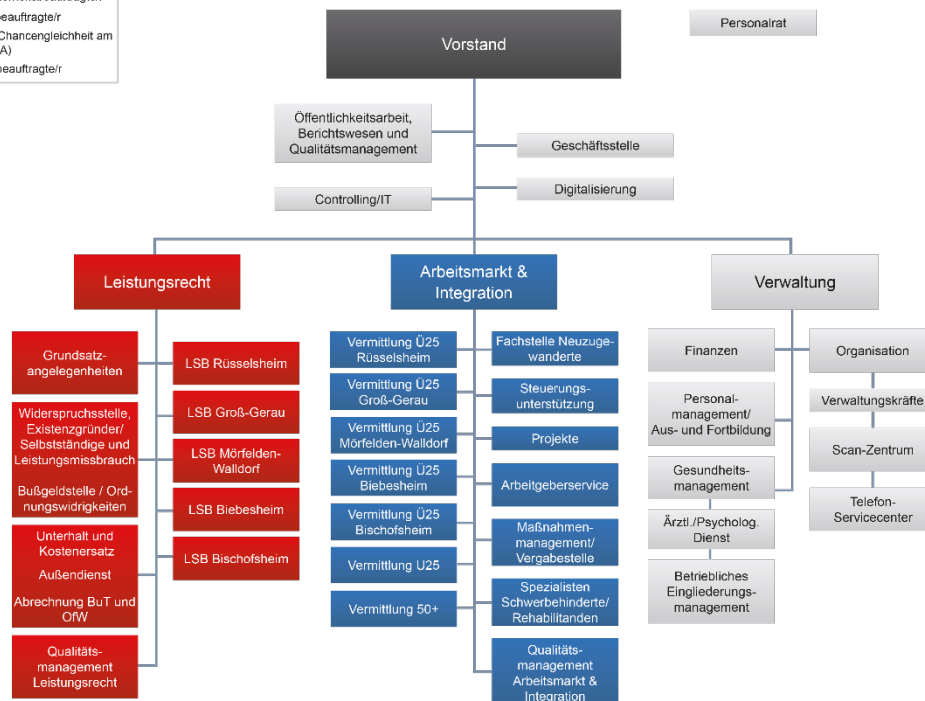 beauftragte/r
Chancengleichheit am
A)
beauftragte/r
Vorstand
Personalrat
Öffentlichkeitsarbeit,
Berichtswesen und
Qualitätsmanagement
Geschäftsstelle
Controlling/IT
Digitalisierung
Leistungsrecht
Grundsatz-
angelegenheiten
Widerspruchsstelle,
Existenzgründer/
Selbstständige und
Leistungsmissbrauch
Bußgeldstelle / Ord-
nungswidrigkeiten
Unterhalt und
Kostenersatz
Außendienst
Abrechnung BuT und
OfW
Qualitäts-
management
Leistungsrecht
LSB Rüsselsheim
LSB Groß-Gerau
LSB Mörfelden-
Walldorf
LSB Biebesheim
LSB Bischofsheim
Arbeitsmarkt &
Integration
Vermittlung Ü25
Rüsselsheim
Vermittlung Ü25
Groß-Gerau
Vermittlung Ü25
Mörfelden-Walldorf
Vermittlung Ü25
Biebesheim
Vermittlung Ü25
Bischofsheim
Vermittlung U25
Vermittlung 50+
Fachstelle Neuzuge-
wanderte
Steuerungs-
unterstützung
Projekte
Arbeitgeberservice
Maßnahmen-
management/
Vergabestelle
Spezialisten
Schwerbehinderte/
Rehabilitanden
Qualitäts-
management
Arbeitsmarkt &
Integration
Verwaltung
Finanzen
Personal-
management/
Aus- und Fortbildung
Gesundheits-
management
Ärztl./Psycholog.
Dienst
Betriebliches
Eingliederungs-
management
Organisation
Verwaltungskräfte
Scan-Zentrum
Telefon-
Servicecenter